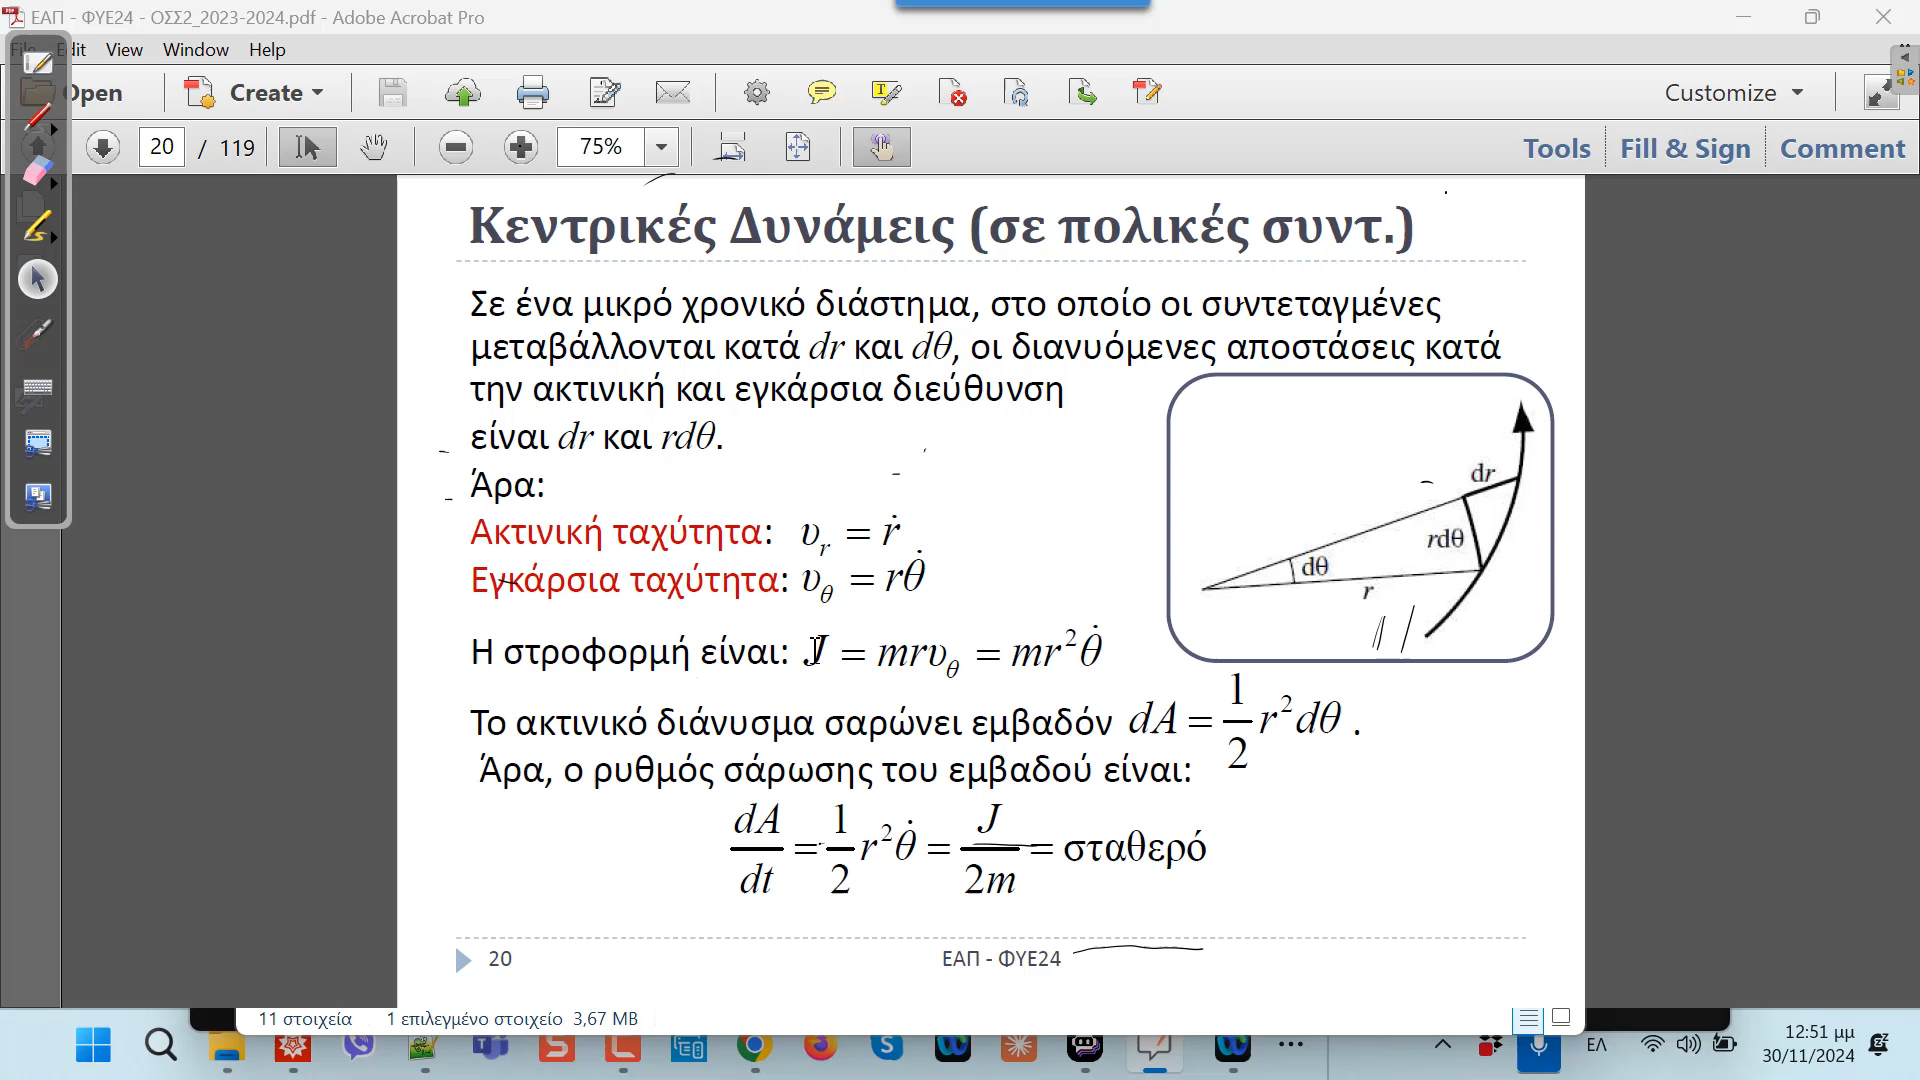 ΕΑΠ - ΦΥΕ24 - ΟΣΣ2_2023-2024.pdf - Adobe Acrobat Pro
File Edit View Window Help
Open Create Customize
20 / 119 75% Tools Fill & Sign Comment
Κεντρικές Δυνάμεις (σε πολικές συντ.)
Σε ένα μικρό χρονικό διάστημα, στο οποίο οι συντεταγμένες
μεταβάλλονται κατά dr και dθ, οι διανυόμενες αποστάσεις κατά
την ακτινική και εγκάρσια διεύθυνση
είναι dr και rdθ.
Άρα:
Ακτινική ταχύτητα: υ_r = ṙ
Εγκάρσια ταχύτητα: υ_θ = rθ̇
dr
rdθ
dθ
r
Η στροφορμή είναι: J = mrυ_θ = mr²θ̇
Το ακτινικό διάνυσμα σαρώνει εμβαδόν dA = 1/2 r²dθ .
Άρα, ο ρυθμός σάρωσης του εμβαδού είναι:
dA/dt = 1/2 r²θ̇ = J/2m = σταθερό
20 ΕΑΠ - ΦΥΕ24
11 στοιχεία 1 επιλεγμένο στοιχείο 3,67 MB
ΕΛ 12:51 μμ
30/11/2024